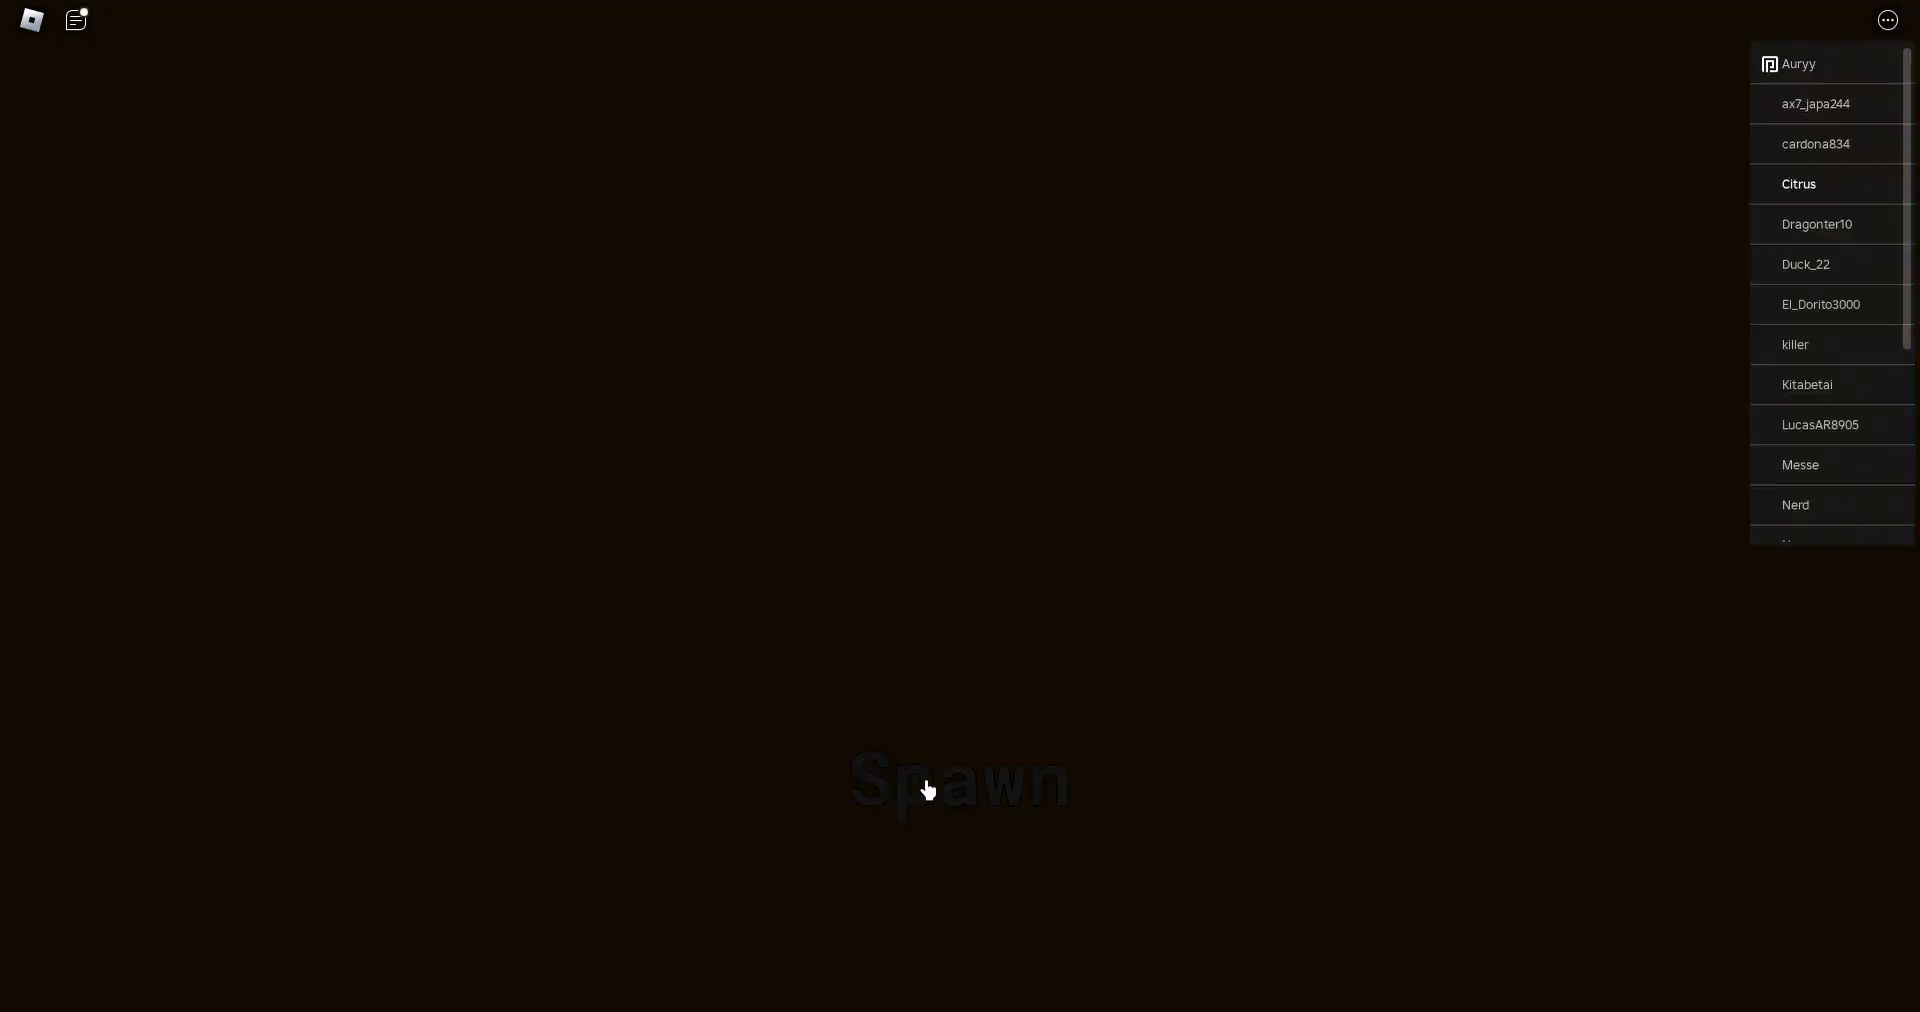 Auryy
ax7_japa244
cardona834
Citrus
Dragonter10
Duck_22
El_Dorito3000
killer
Kitabetai
LucasAR8905
Messe
Nerd
Spawn